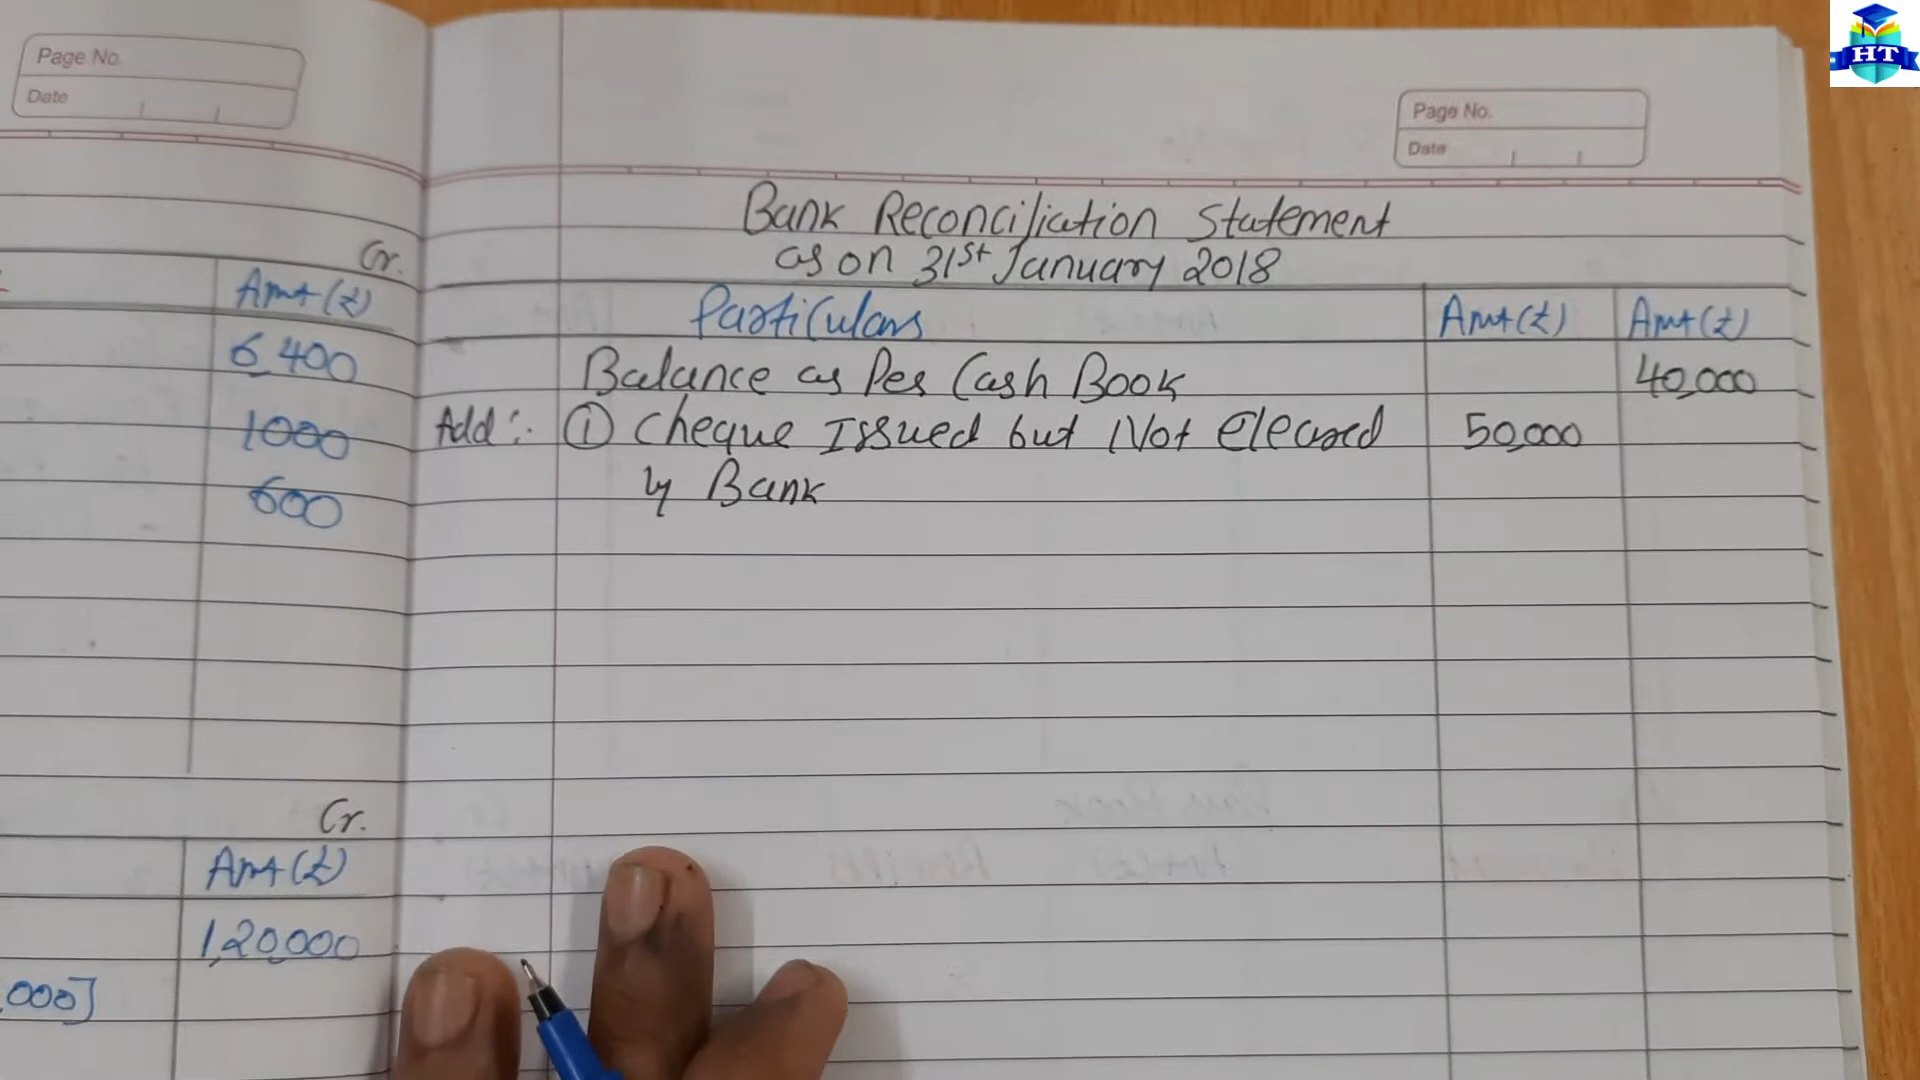 HT
Page No.
Date
Cr.
Amt (₹)
6,400
1000
600
Cr.
Amt (₹)
1,20,000
,000]
Page No.
Date
Bank Reconciliation Statement
as on 31st January 2018
Particulars Amt (₹) Amt (₹)
Balance as Per Cash Book 40,000
Add:- ① Cheque Issued but Not Cleared 50,000
by Bank